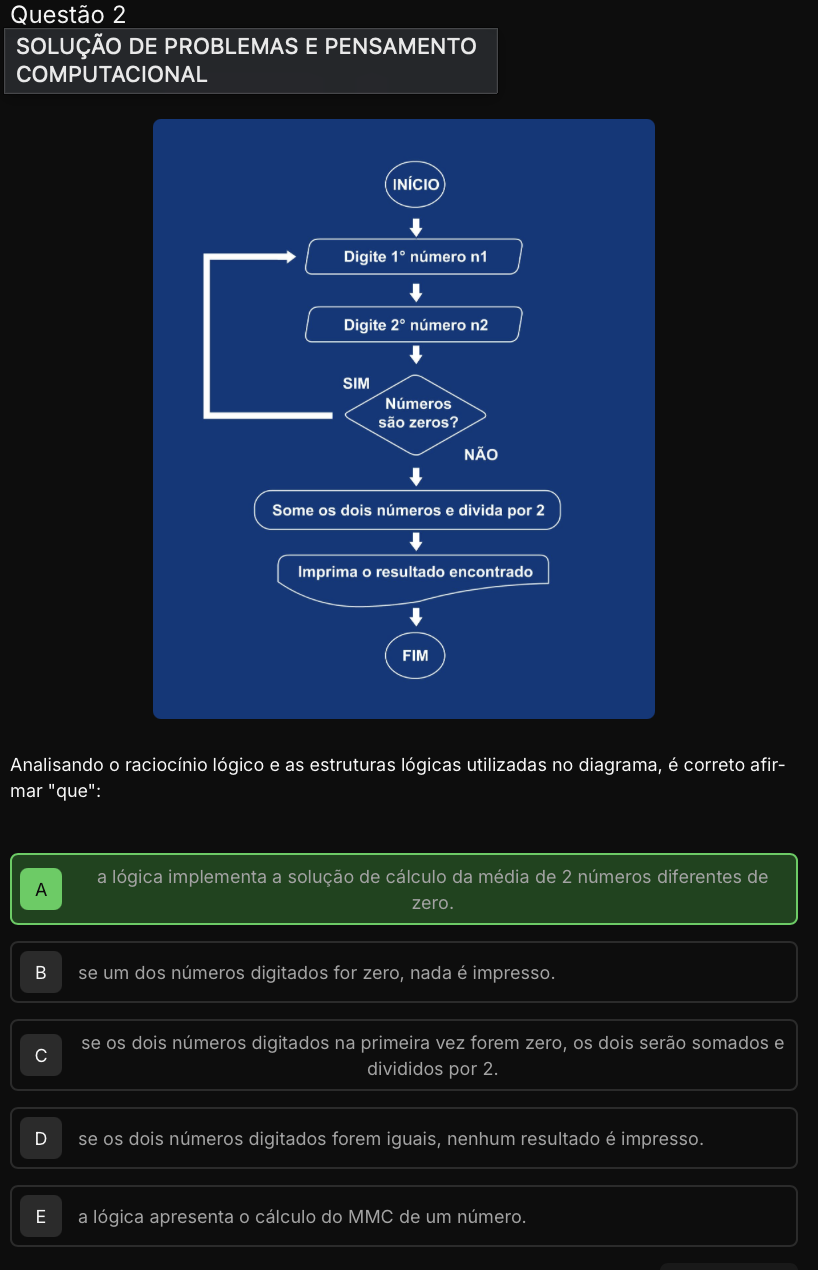 Questão 2
SOLUÇÃO DE PROBLEMAS E PENSAMENTO
COMPUTACIONAL
INÍCIO
Digite 1° número n1
Digite 2° número n2
SIM
Números
são zeros?
NÃO
Some os dois números e divida por 2
Imprima o resultado encontrado
FIM
Analisando o raciocínio lógico e as estruturas lógicas utilizadas no diagrama, é correto afir-
mar "que":
A
a lógica implementa a solução de cálculo da média de 2 números diferentes de
zero.
B
se um dos números digitados for zero, nada é impresso.
C
se os dois números digitados na primeira vez forem zero, os dois serão somados e
divididos por 2.
D
se os dois números digitados forem iguais, nenhum resultado é impresso.
E
a lógica apresenta o cálculo do MMC de um número.